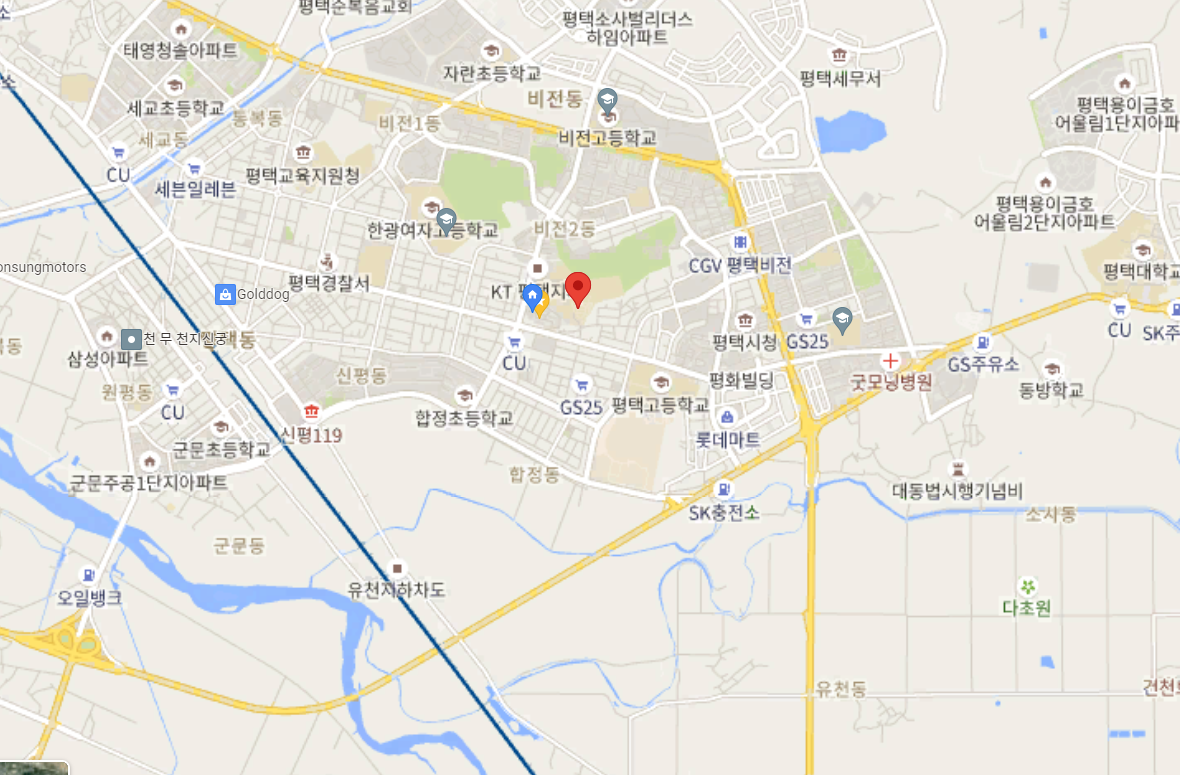 평택순복음교회
소
평택소사벌리더스
하임아파트
태영청솔아파트
자란초등학교
평택세무서
소
비전동
세교초등학교
평택용이금호
어울림1단지아파
동복동
비전1동
비전고등학교
세교동
평택교육지원청
CU
세븐일레븐
평택용이금호
어울림2단지아파트
한광여자고등학교
비전2동
CGV 평택비전
onsungmotors
평택경찰서
평택대학교
KT 평택지
Golddog
CU
SK주
천 무 천지신궁
택동
평택시청
GS25
복동
삼성아파트
CU
GS주유소
신평동
원평동
평화빌딩
굿모닝병원
동방학교
CU
GS25
평택고등학교
합정초등학교
신평119
롯데마트
군문초등학교
합정동
군문주공1단지아파트
대동법시행기념비
SK충전소
소사동
군문동
유천지하차도
오일뱅크
다초원
유천동
건천